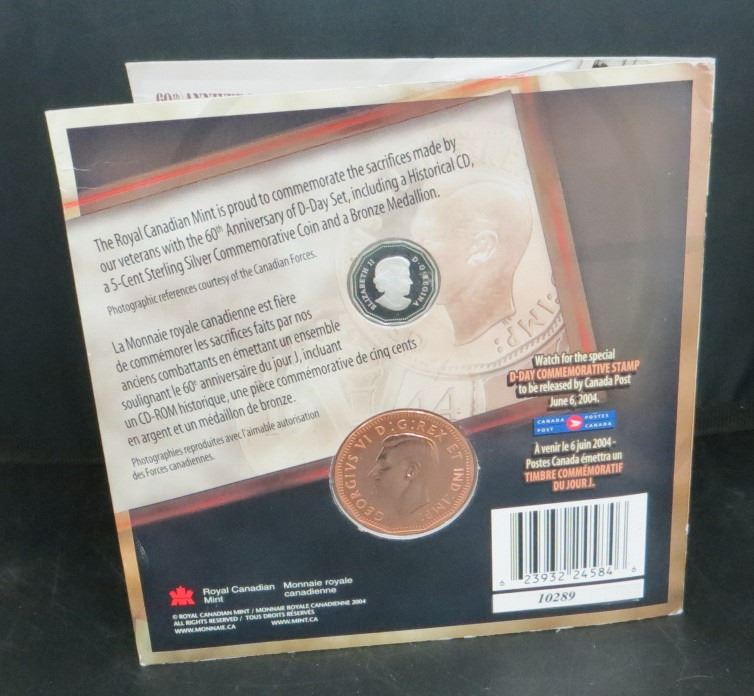 60th ANNIVERS
The Royal Canadian Mint is proud to commemorate the sacrifices made by
our veterans with the 60th Anniversary of D-Day Set, including a Historical CD,
a 5-Cent Sterling Silver Commemorative Coin and a Bronze Medallion.
Photographic references courtesy of the Canadian Forces.
La Monnaie royale canadienne est fière
de commémorer les sacrifices faits par nos
anciens combattants en émettant un ensemble
soulignant le 60e anniversaire du jour J, incluant
un CD-ROM historique, une pièce commémorative de cinq cents
en argent et un médaillon de bronze.
Photographies reproduites avec l'aimable autorisation
des Forces canadiennes.
ELIZABETH II D·G·REGINA
IMP:
44
GEORGIVS VI D:G:REX ET IND:IMP:
Watch for the special
D-DAY COMMEMORATIVE STAMP
to be released by Canada Post
June 6, 2004.
CANADA POST
POSTES CANADA
À venir le 6 juin 2004 -
Postes Canada émettra un
TIMBRE COMMÉMORATIF
DU JOUR J.
6 23932 24584 6
10289
Royal Canadian Mint
Monnaie royale canadienne
© ROYAL CANADIAN MINT / MONNAIE ROYALE CANADIENNE 2004
ALL RIGHTS RESERVED / TOUS DROITS RÉSERVÉS
WWW.MONNAIE.CA WWW.MINT.CA